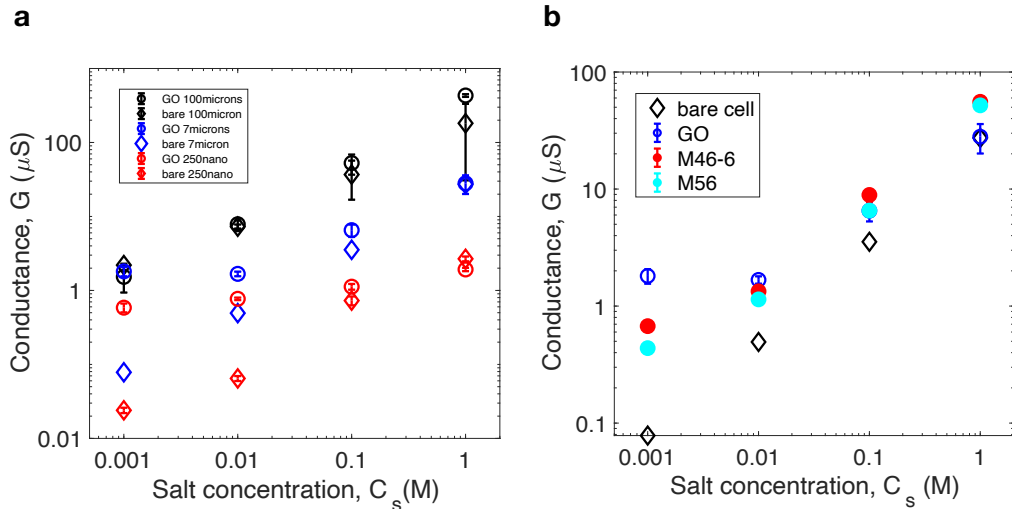 a
Conductance, G (μS)
100
1
0.01
GO 100microns
bare 100micron
GO 7microns
bare 7micron
GO 250nano
bare 250nano
0.001 0.01 0.1 1
Salt concentration, C s(M)
b
Conductance, G (μS)
100
10
1
0.1
bare cell
GO
M46-6
M56
0.001 0.01 0.1 1
Salt concentration, C s (M)